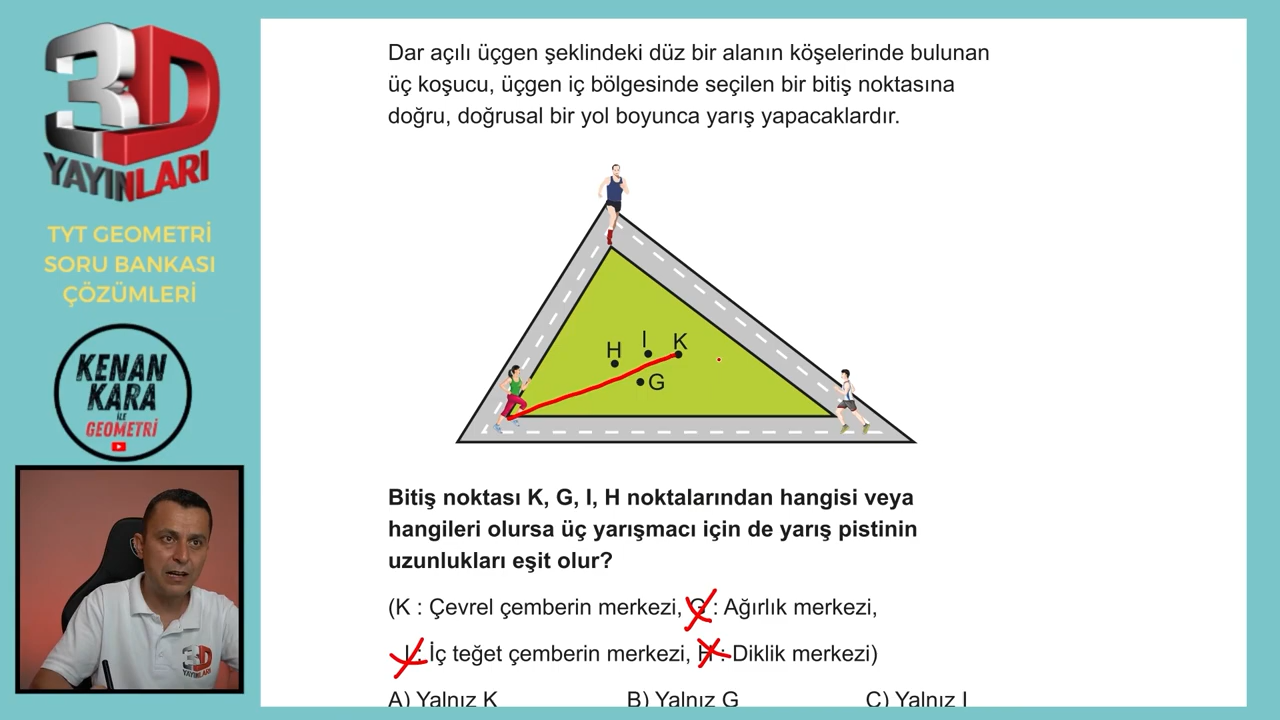 3D
YAYINLARI
TYT GEOMETRİ
SORU BANKASI
ÇÖZÜMLERİ
KENAN
KARA
İLE
GEOMETRİ
3D
YAYINLARI
Dar açılı üçgen şeklindeki düz bir alanın köşelerinde bulunan
üç koşucu, üçgen iç bölgesinde seçilen bir bitiş noktasına
doğru, doğrusal bir yol boyunca yarış yapacaklardır.
H
I
K
G
Bitiş noktası K, G, I, H noktalarından hangisi veya
hangileri olursa üç yarışmacı için de yarış pistinin
uzunlukları eşit olur?
(K : Çevrel çemberin merkezi, G : Ağırlık merkezi,
I : İç teğet çemberin merkezi, H : Diklik merkezi)
A) Yalnız K B) Yalnız G C) Yalnız I